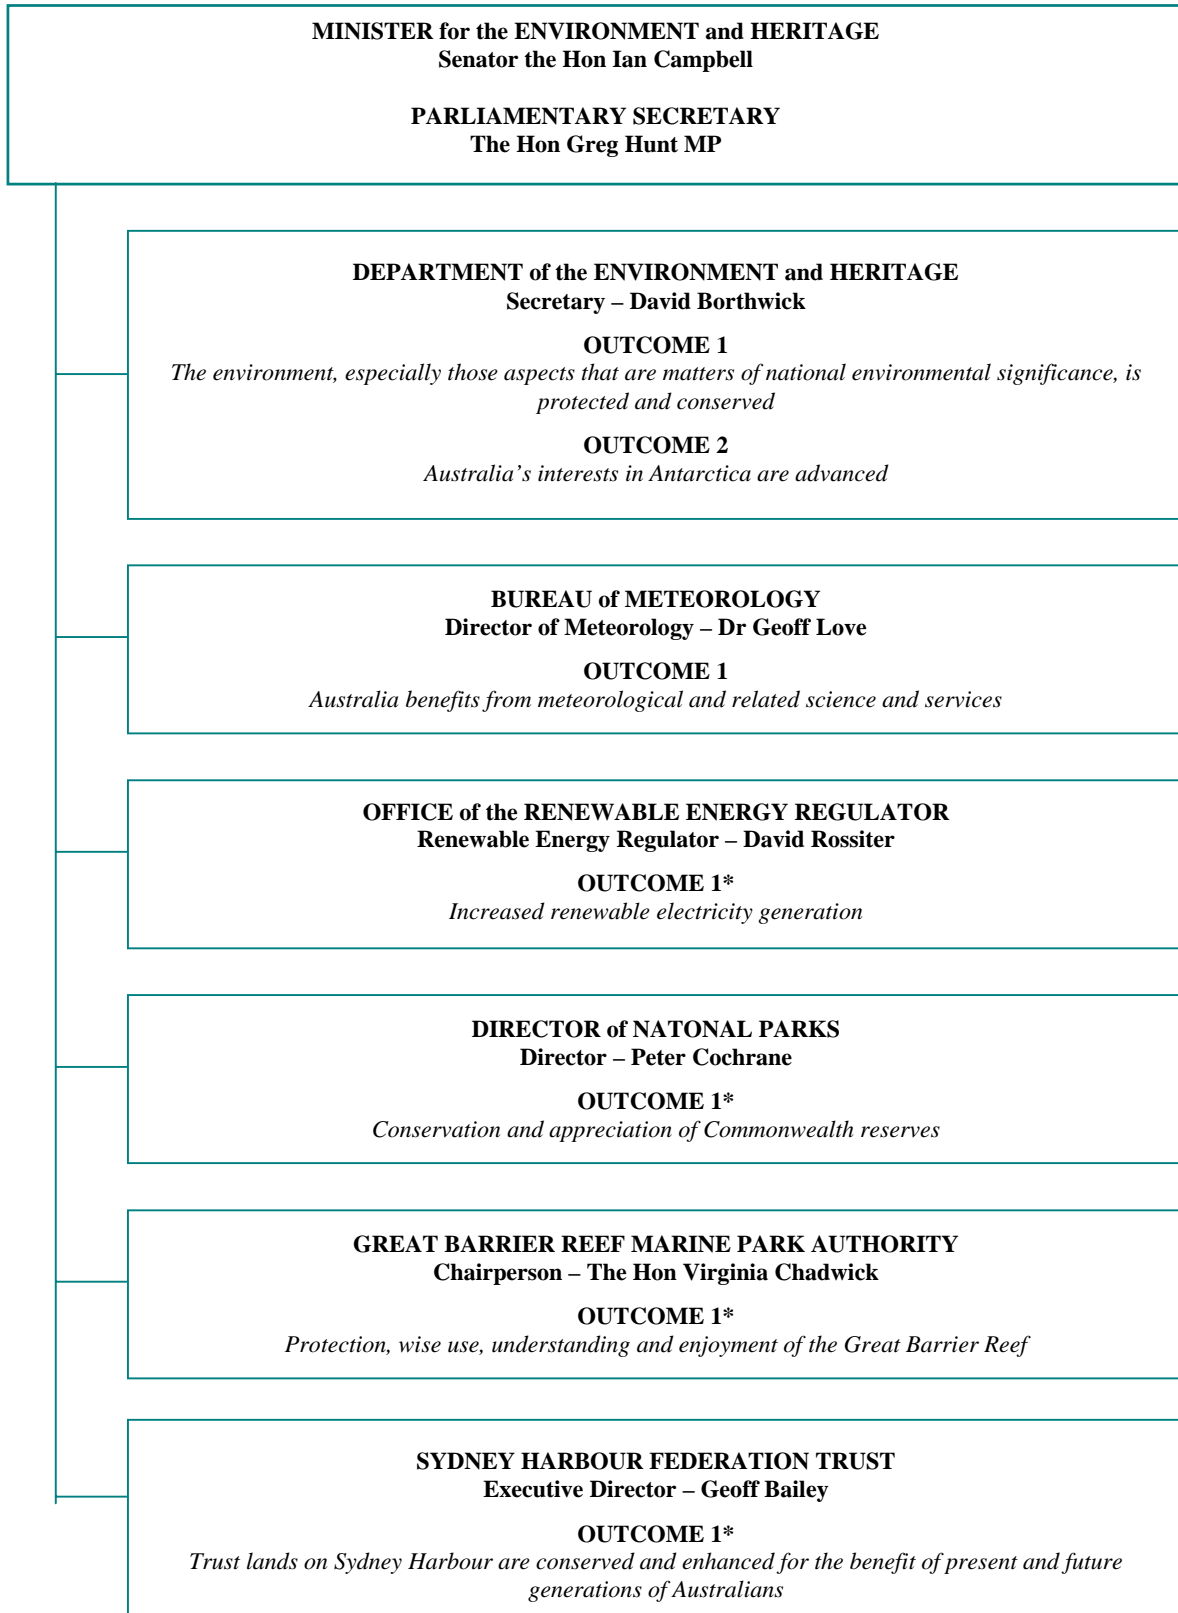 MINISTER for the ENVIRONMENT and HERITAGE
Senator the Hon Ian Campbell
PARLIAMENTARY SECRETARY
The Hon Greg Hunt MP
DEPARTMENT of the ENVIRONMENT and HERITAGE
Secretary – David Borthwick
OUTCOME 1
The environment, especially those aspects that are matters of national environmental significance, is
protected and conserved
OUTCOME 2
Australia’s interests in Antarctica are advanced
BUREAU of METEOROLOGY
Director of Meteorology – Dr Geoff Love
OUTCOME 1
Australia benefits from meteorological and related science and services
OFFICE of the RENEWABLE ENERGY REGULATOR
Renewable Energy Regulator – David Rossiter
OUTCOME 1*
Increased renewable electricity generation
DIRECTOR of NATONAL PARKS
Director – Peter Cochrane
OUTCOME 1*
Conservation and appreciation of Commonwealth reserves
GREAT BARRIER REEF MARINE PARK AUTHORITY
Chairperson – The Hon Virginia Chadwick
OUTCOME 1*
Protection, wise use, understanding and enjoyment of the Great Barrier Reef
SYDNEY HARBOUR FEDERATION TRUST
Executive Director – Geoff Bailey
OUTCOME 1*
Trust lands on Sydney Harbour are conserved and enhanced for the benefit of present and future
generations of Australians